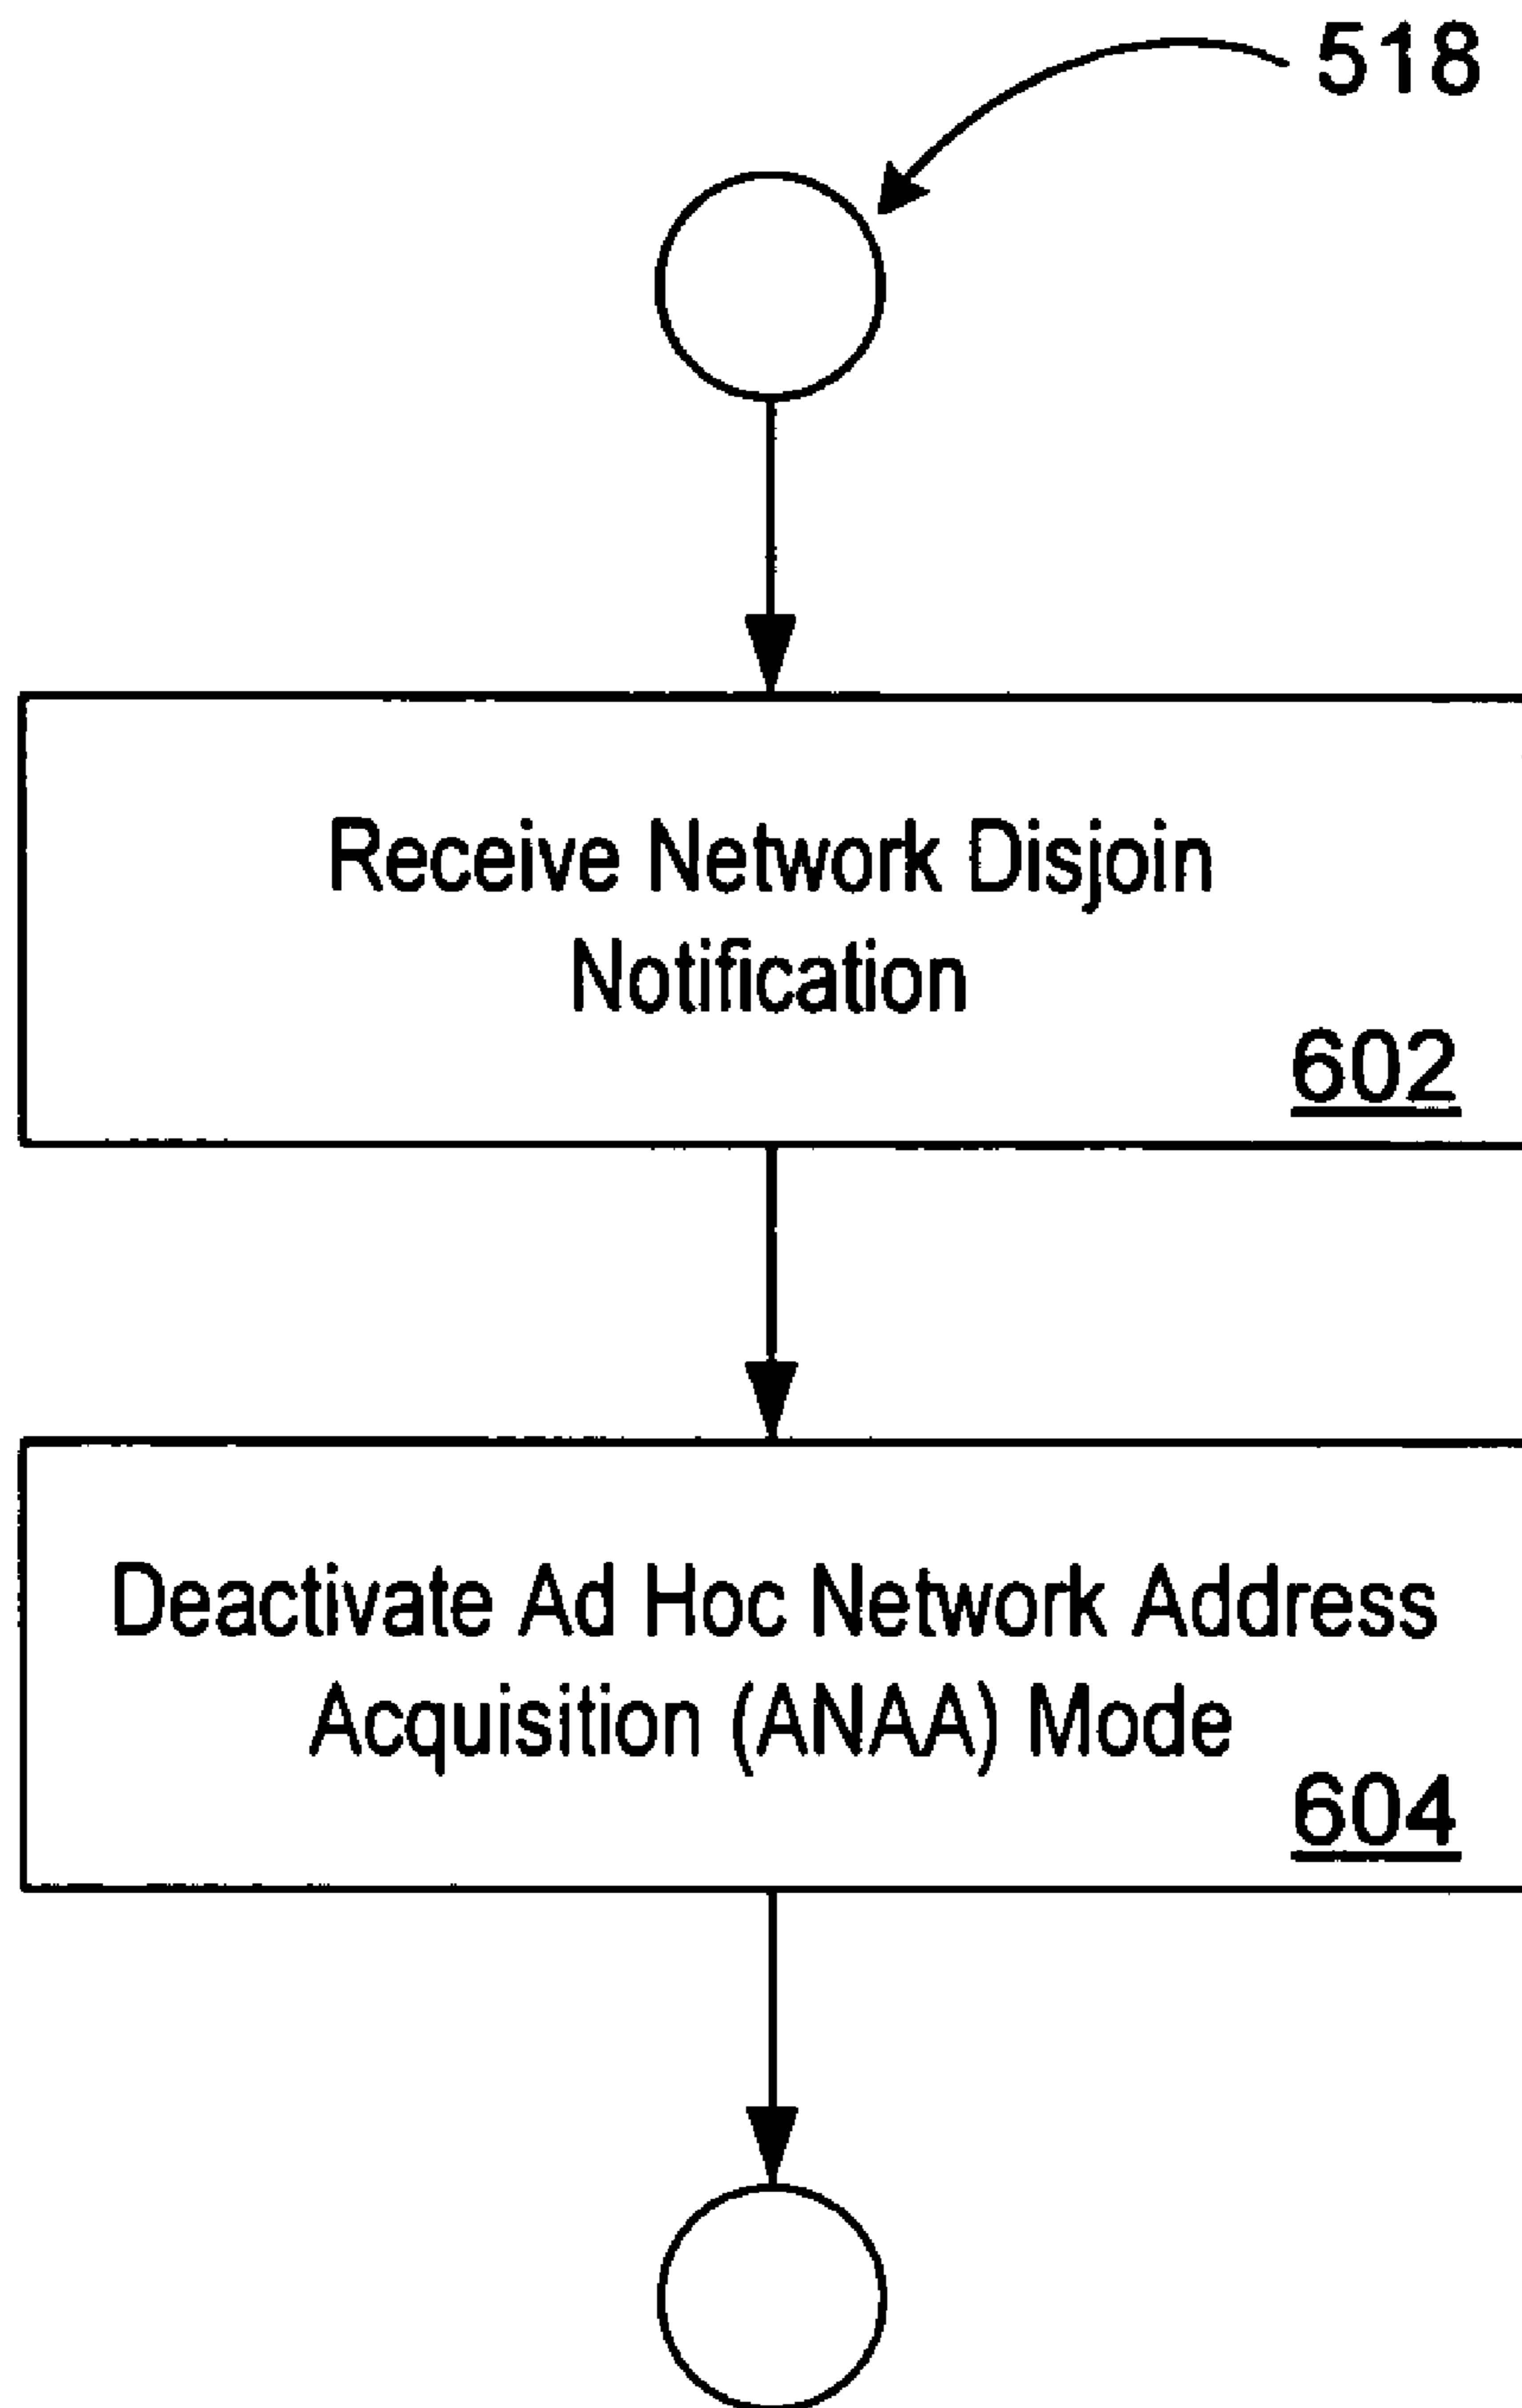 518
Receive Network Disjoin
Notification
602
Deactivate Ad Hoc Network Address
Acquisition (ANAA) Mode
604